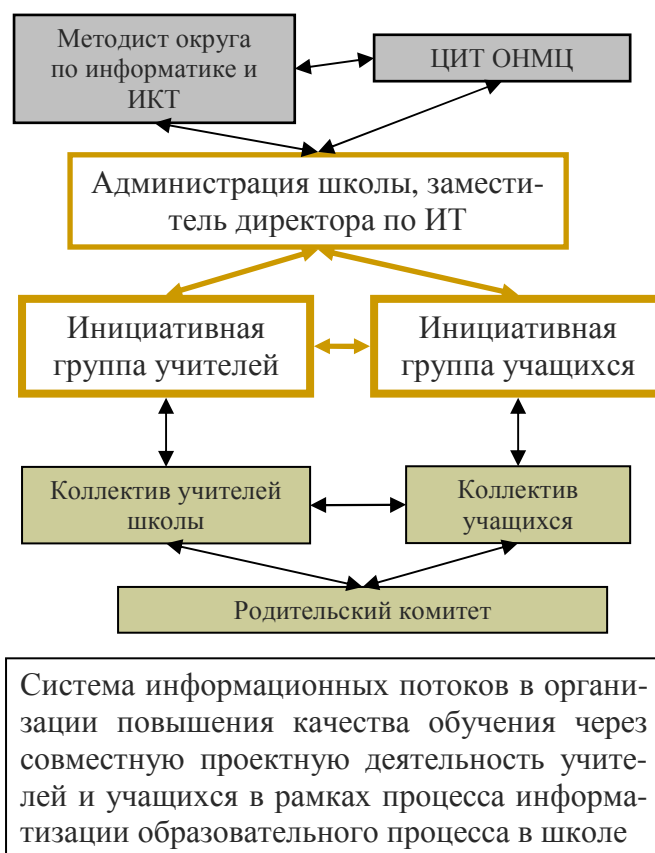 Методист округа
по информатике и
ИКТ
ЦИТ ОНМЦ
Администрация школы, замести-
тель директора по ИТ
Инициативная
группа учителей
Инициативная
группа учащихся
Коллектив учителей
школы
Коллектив
учащихся
Родительский комитет
Система информационных потоков в органи-
зации повышения качества обучения через
совместную проектную деятельность учите-
лей и учащихся в рамках процесса информа-
тизации образовательного процесса в школе